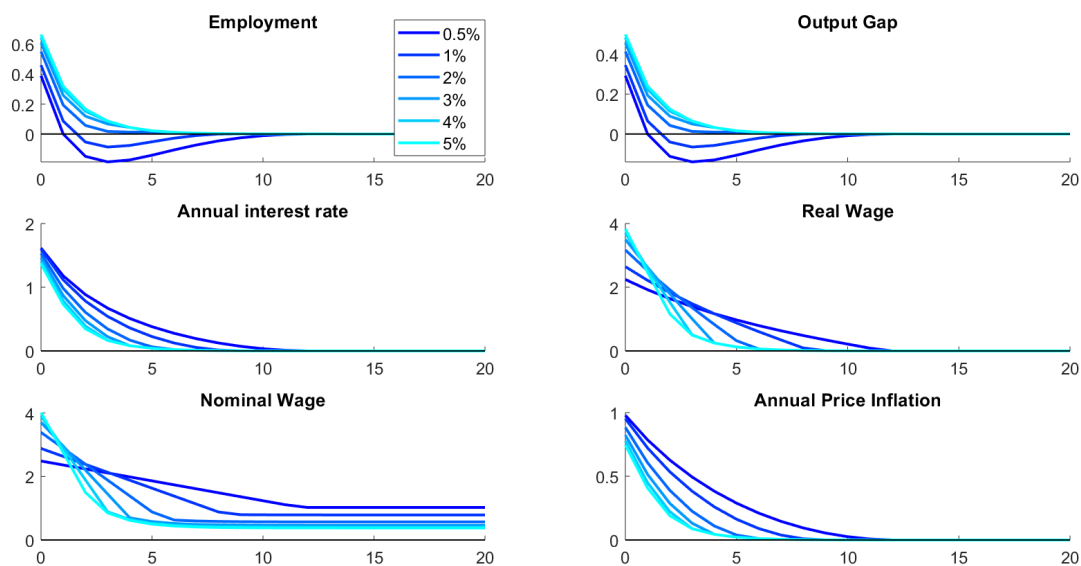 Employment
0.6
0.4
0.2
0
0 5 10 15 20
0.5%
1%
2%
3%
4%
5%
Output Gap
0.4
0.2
0
0 5 10 15 20
Annual interest rate
2
1
0
0 5 10 15 20
Real Wage
4
2
0
0 5 10 15 20
Nominal Wage
4
2
0
0 5 10 15 20
Annual Price Inflation
1
0.5
0
0 5 10 15 20